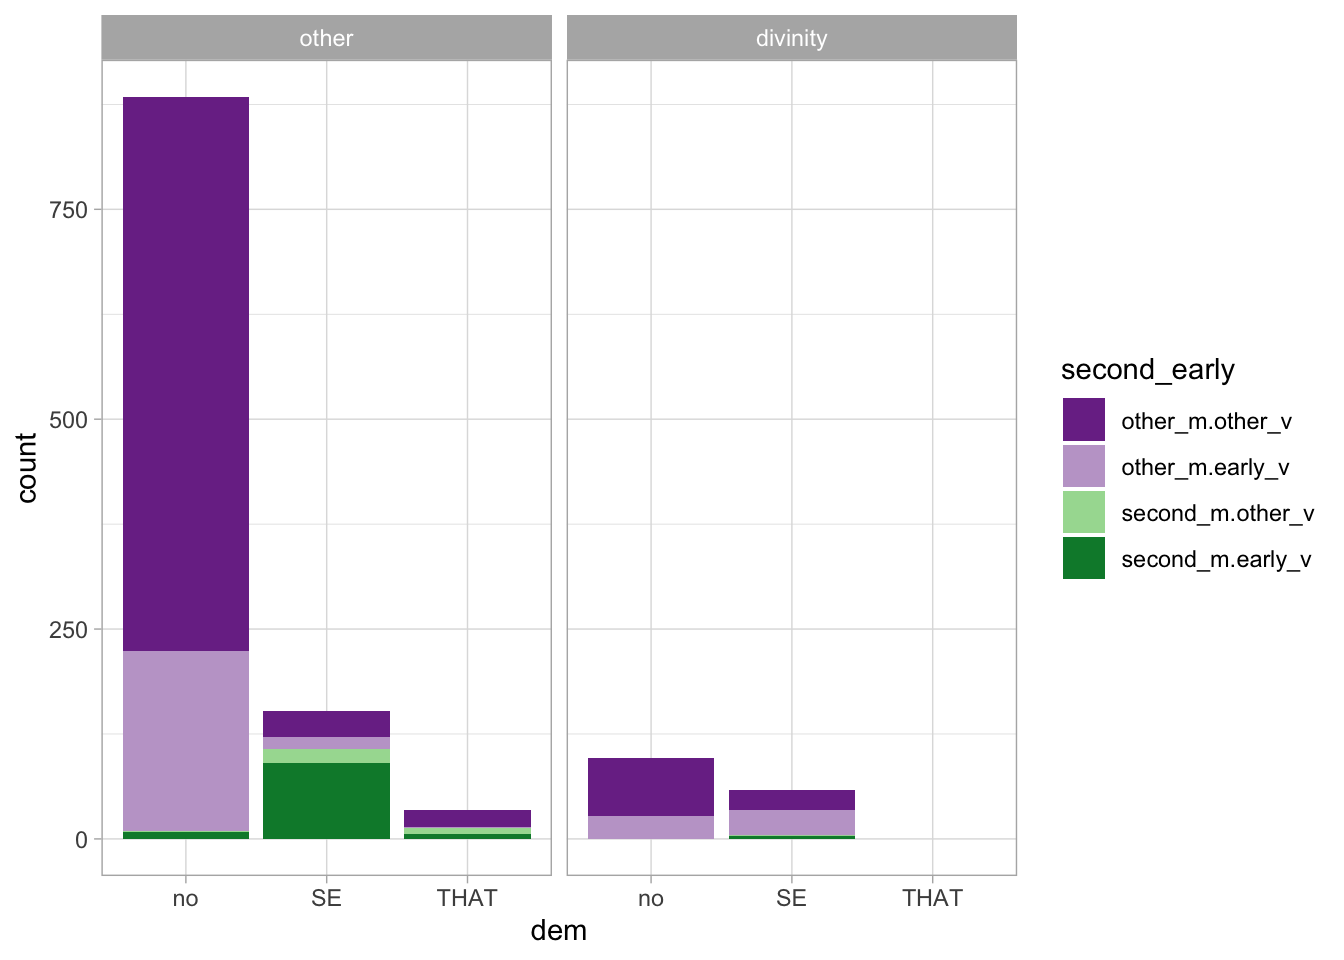 other
divinity
750
500
250
0
count
no
SE
THAT
no
SE
THAT
dem
second_early
other_m.other_v
other_m.early_v
second_m.other_v
second_m.early_v